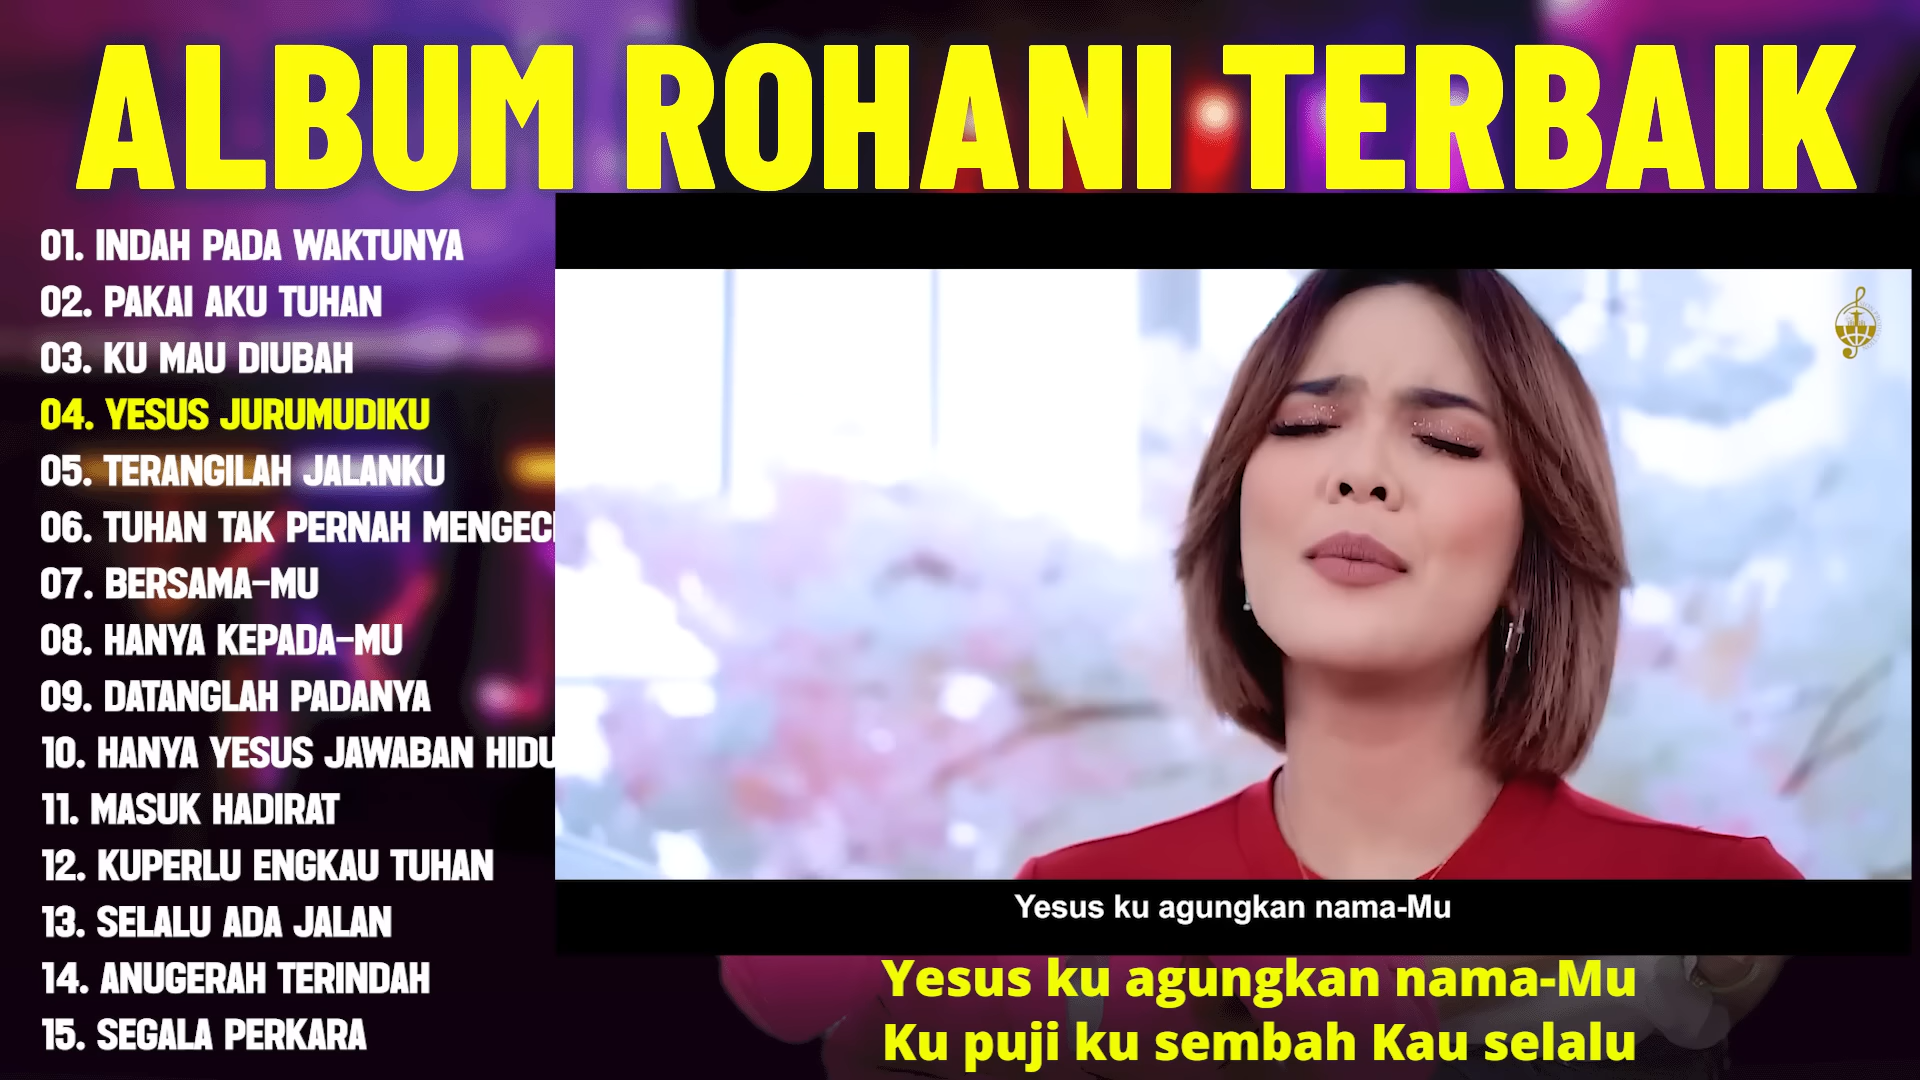 ALBUM ROHANI TERBAIK
01. INDAH PADA WAKTUNYA
02. PAKAI AKU TUHAN
03. KU MAU DIUBAH
04. YESUS JURUMUDIKU
05. TERANGILAH JALANKU
06. TUHAN TAK PERNAH
07. BERSAMA-MU
08. HANYA KEPADA-MU
09. DATANGLAH PADANYA
10. HANYA YESUS JAWABAN HIDU
11. MASUK HADIRAT
12. KUPERLU ENGKAU TUHAN
13. SELALU ADA JALAN
14. ANUGERAH TERINDAH
15. SEGALA PERKARA
Yesus ku agungkan nama-Mu
Yesus ku agungkan nama-Mu
Ku puji ku sembah Kau selalu